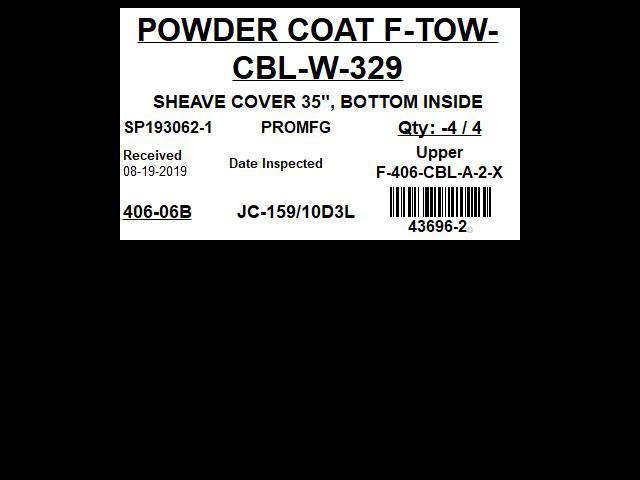 POWDER COAT F-TOW-
CBL-W-329
SHEAVE COVER 35", BOTTOM INSIDE
SP193062-1 PROMFG Qty: -4 / 4
Received
08-19-2019
Date Inspected
Upper
F-406-CBL-A-2-X
406-06B JC-159/10D3L
43696-2